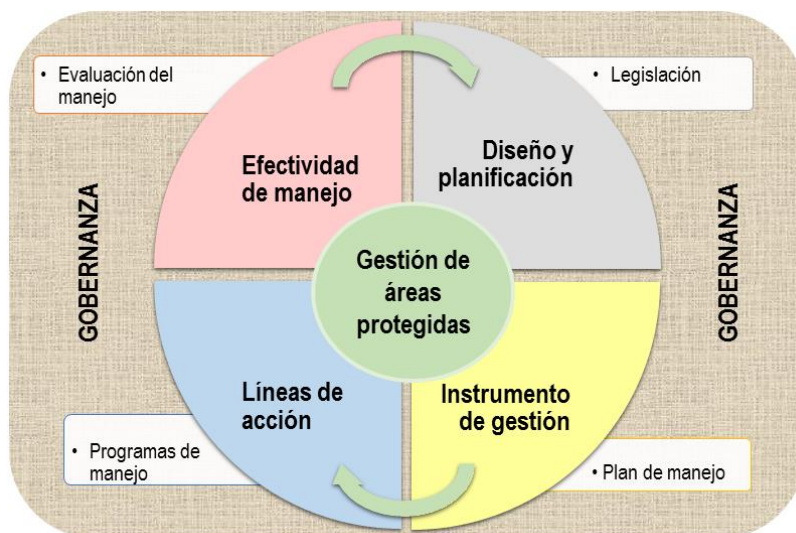 • Evaluación del
manejo
• Legislación
Efectividad
de manejo
Diseño y
planificación
GOBERNANZA
Gestión de
áreas
protegidas
GOBERNANZA
Líneas de
acción
Instrumento
de gestión
• Programas de
manejo
• Plan de manejo